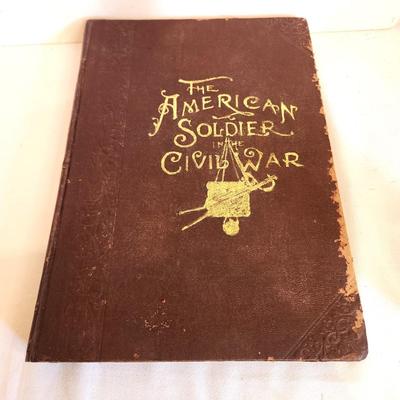 THE
AMERICAN
SOLDIER
IN THE
CIVIL WAR